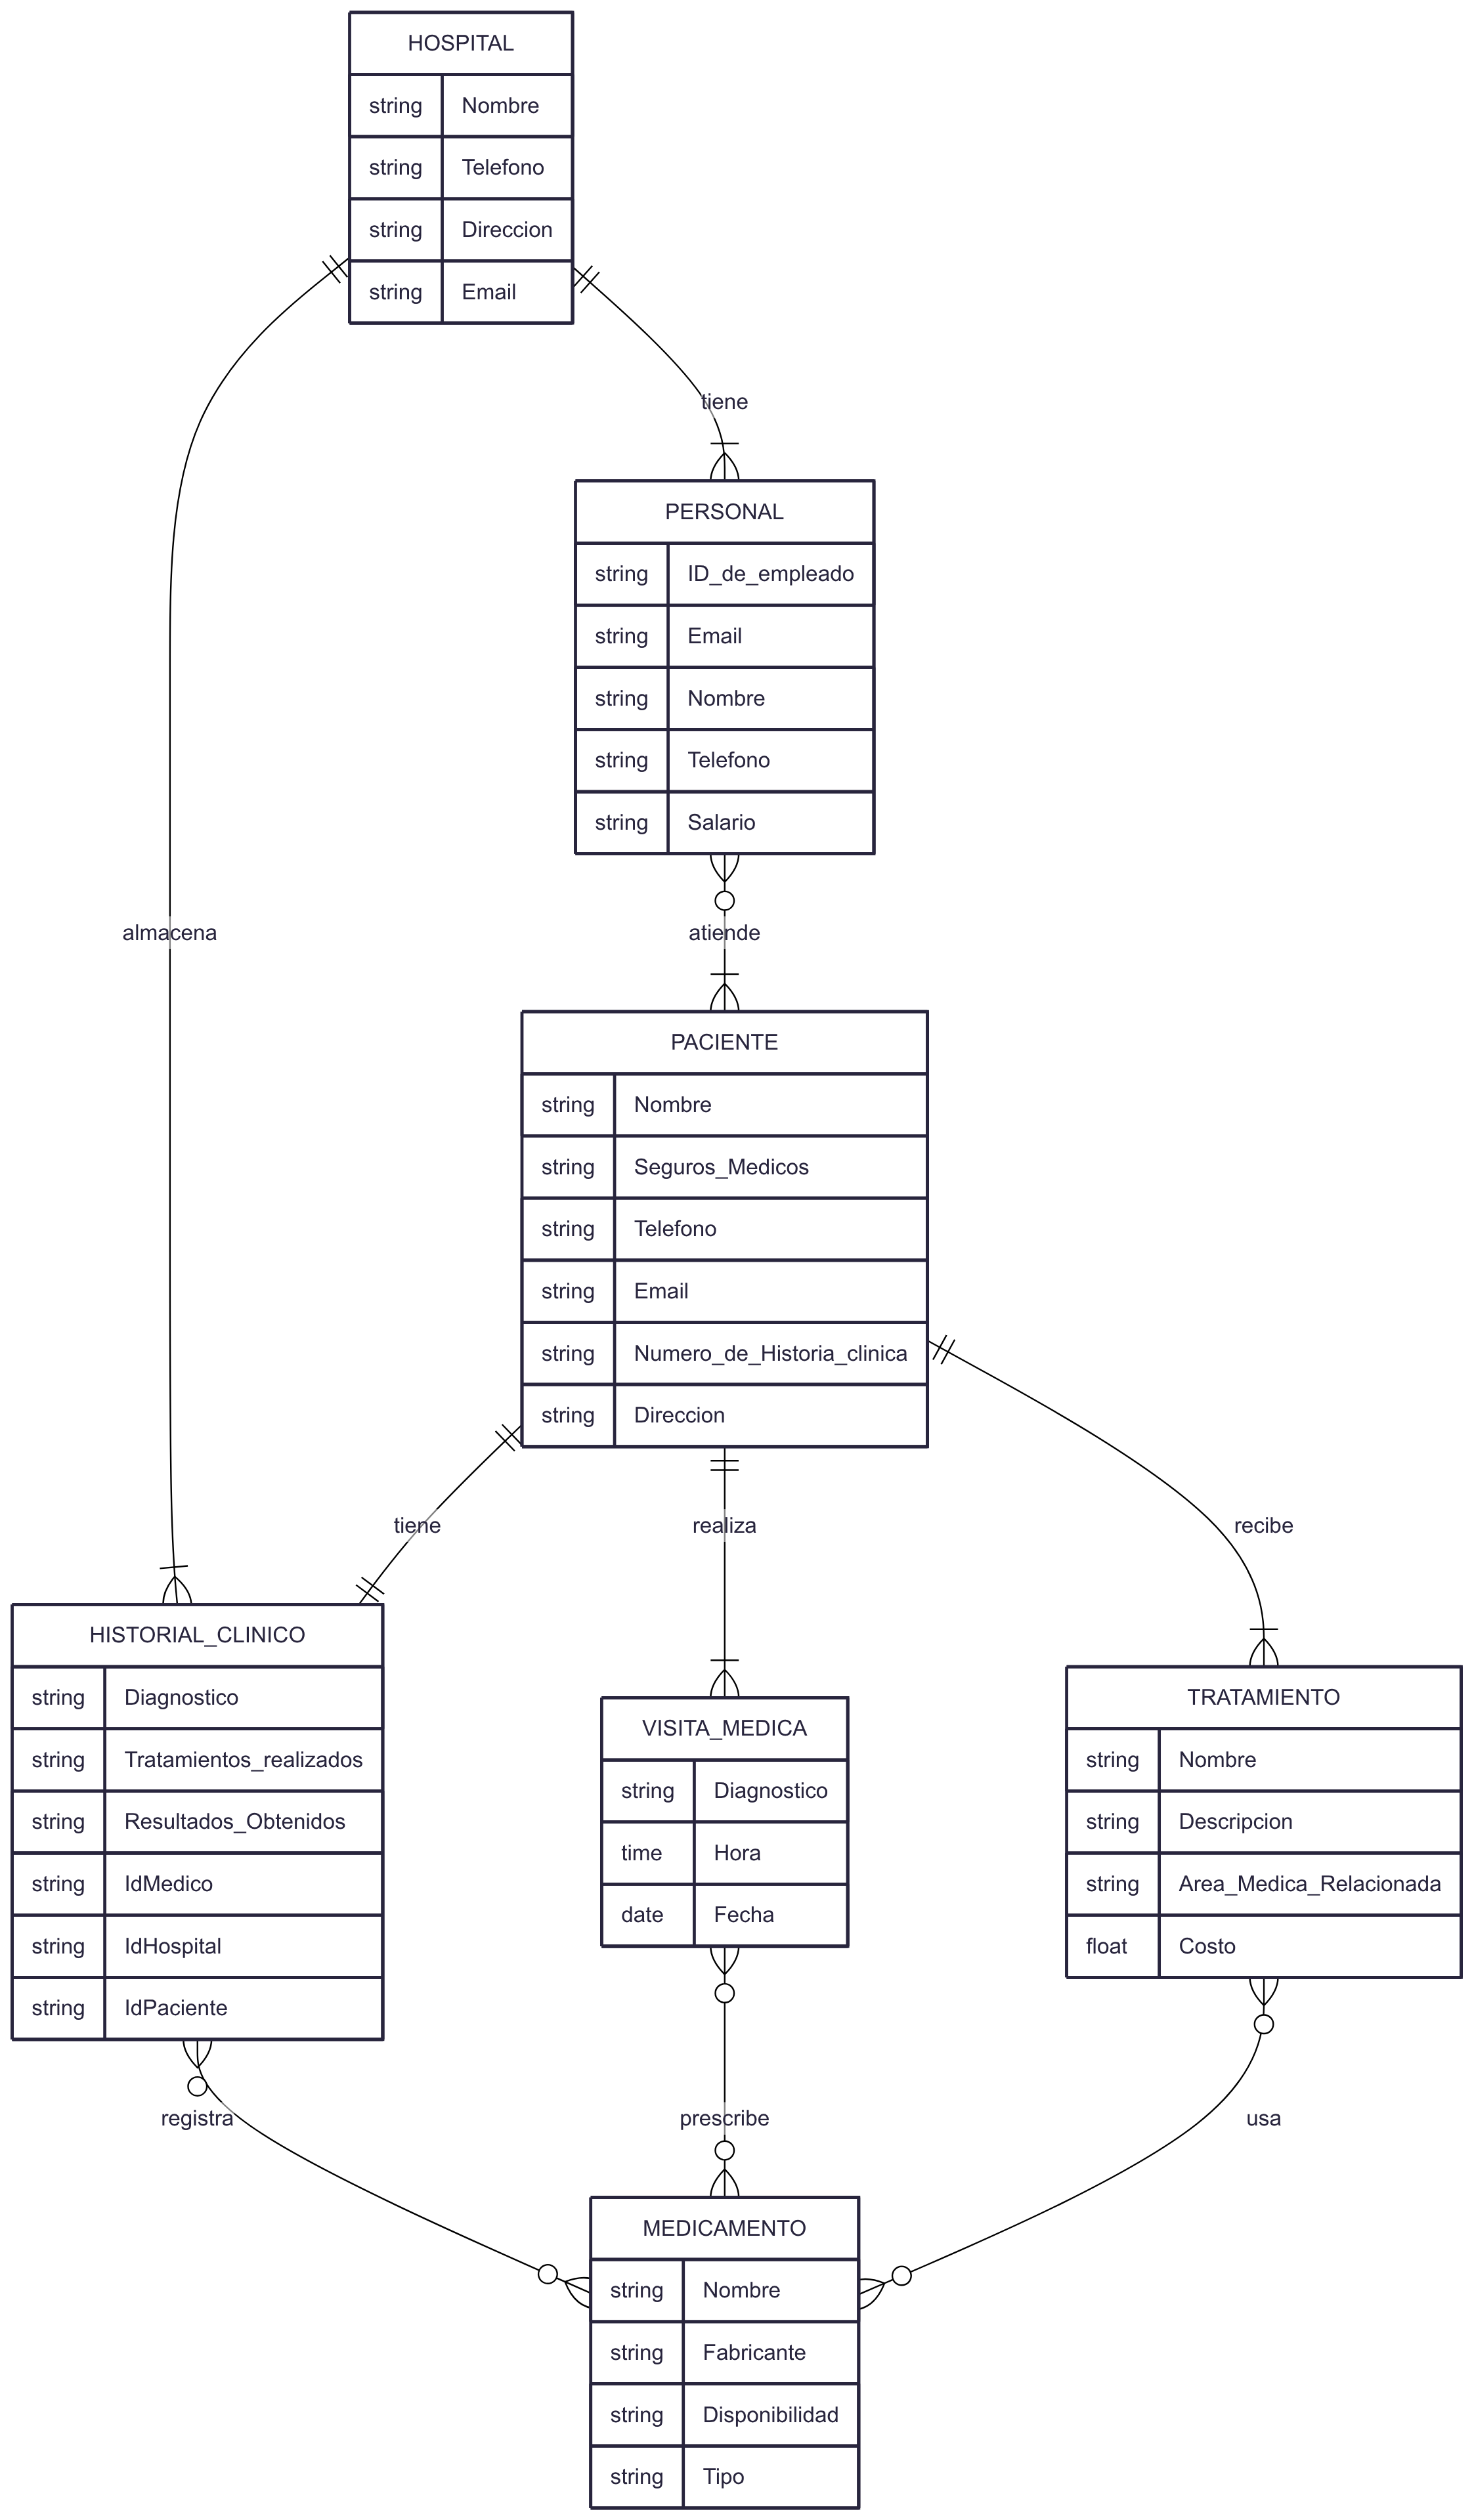 HOSPITAL
string Nombre
string Telefono
string Direccion
string Email
tiene
PERSONAL
string ID_de_empleado
string Email
string Nombre
string Telefono
string Salario
almacena
atiende
PACIENTE
string Nombre
string Seguros_Medicos
string Telefono
string Email
string Numero_de_Historia_clinica
string Direccion
tiene
realiza
recibe
HISTORIAL_CLINICO
string Diagnostico
string Tratamientos_realizados
string Resultados_Obtenidos
string IdMedico
string IdHospital
string IdPaciente
VISITA_MEDICA
string Diagnostico
time Hora
date Fecha
TRATAMIENTO
string Nombre
string Descripcion
string Area_Medica_Relacionada
float Costo
registra
prescribe
usa
MEDICAMENTO
string Nombre
string Fabricante
string Disponibilidad
string Tipo